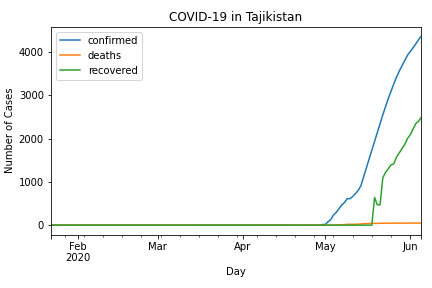 COVID-19 in Tajikistan
confirmed
deaths
recovered
Number of Cases
4000
3000
2000
1000
0
Feb
2020
Mar
Apr
May
Jun
Day